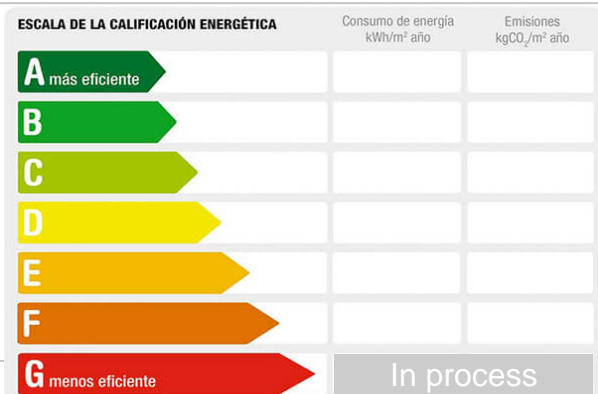 ESCALA DE LA CALIFICACIÓN ENERGÉTICA
Consumo de energía
kWh/m² año
Emisiones
kgCO₂/m² año
A más eficiente
B
C
D
E
F
G menos eficiente
In process